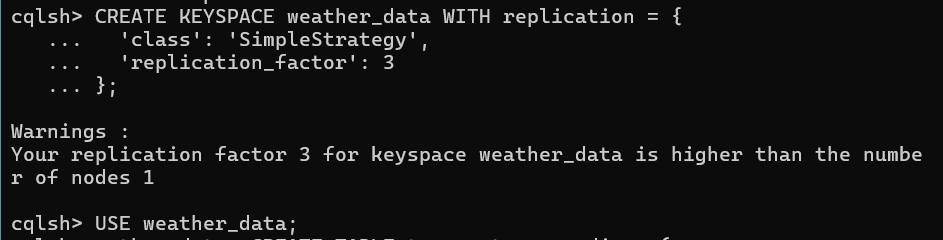 cqlsh> CREATE KEYSPACE weather_data WITH replication = {
   ...   'class': 'SimpleStrategy',
   ...   'replication_factor': 3
   ... };
Warnings :
Your replication factor 3 for keyspace weather_data is higher than the numbe
r of nodes 1
cqlsh> USE weather_data;